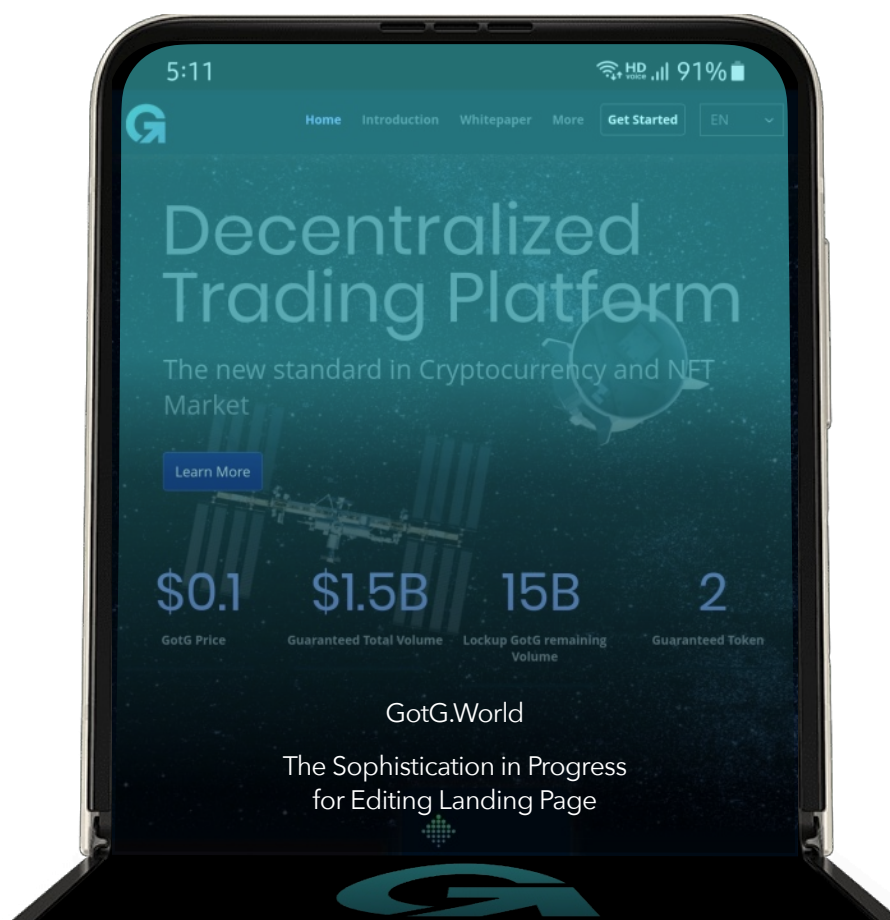 5:11
HD voice 91%
Home Introduction Whitepaper More Get Started EN
Decentralized
Trading Platform
The new standard in Cryptocurrency and NFT
Market
Learn More
$0.1 $1.5B 15B 2
GotG Price Guaranteed Total Volume Lockup GotG remaining Guaranteed Token
Volume
GotG.World
The Sophistication in Progress
for Editing Landing Page